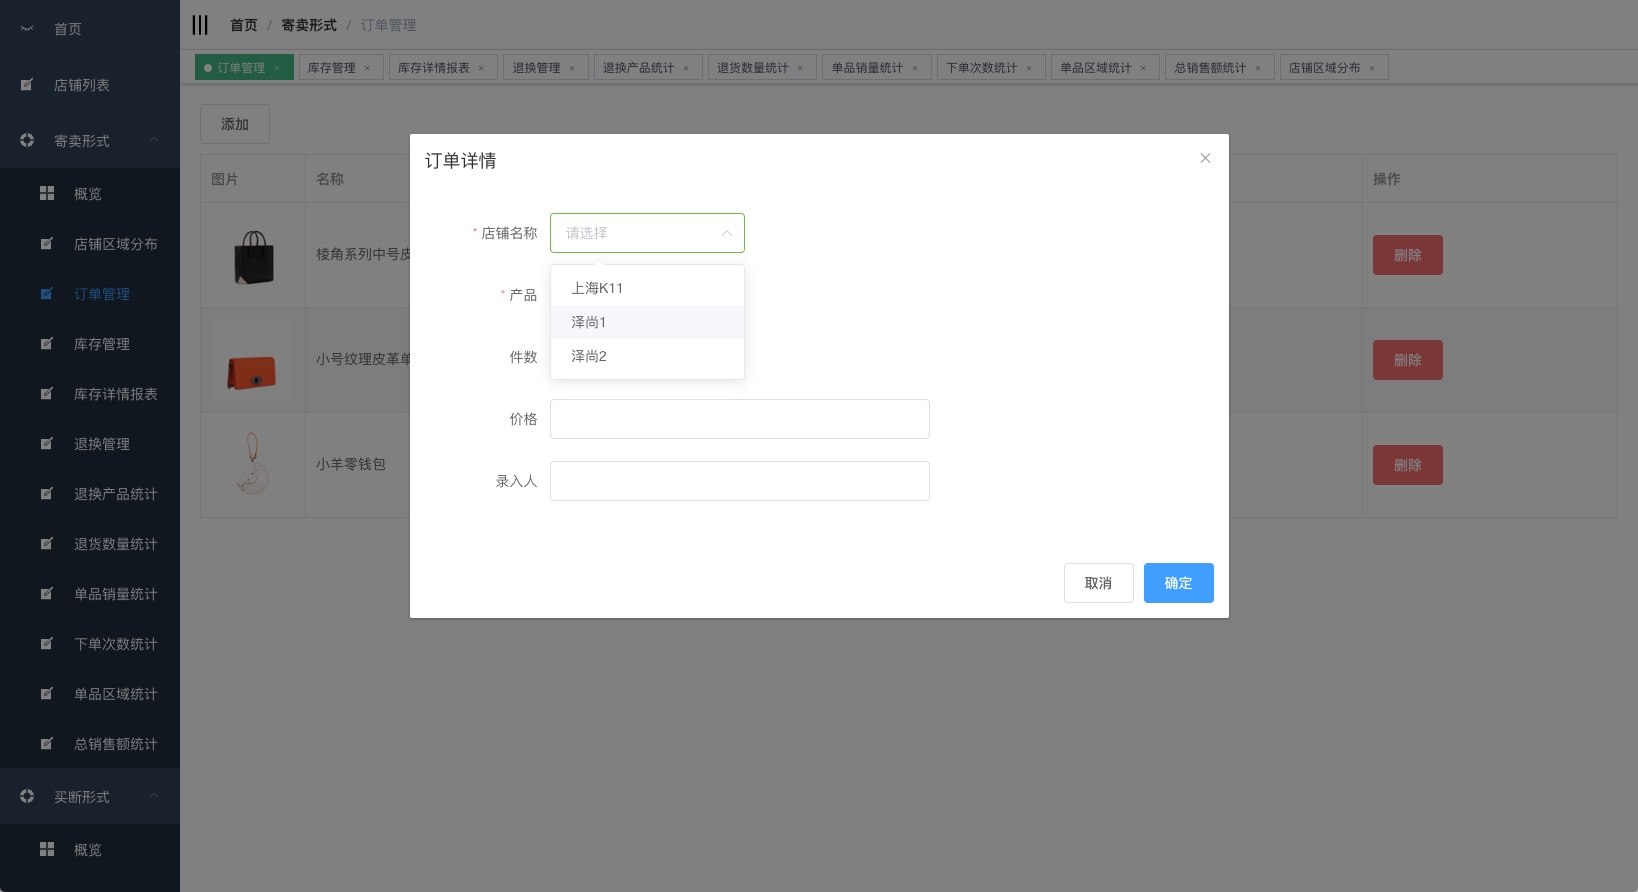 首页
店铺列表
寄卖形式
概览
店铺区域分布
订单管理
库存管理
库存详情报表
退换管理
退换产品统计
退货数量统计
单品销量统计
下单次数统计
单品区域统计
总销售额统计
买断形式
概览
首页 / 寄卖形式 / 订单管理
订单管理 × 库存管理 × 库存详情报表 × 退换管理 × 退换产品统计 × 退货数量统计 × 单品销量统计 × 下单次数统计 × 单品区域统计 × 总销售额统计 × 店铺区域分布 ×
添加
图片 名称 操作
棱角系列中号皮 删除
小号纹理皮革单 删除
小羊零钱包 删除
订单详情
* 店铺名称 请选择
上海K11
* 产品
泽尚1
件数
泽尚2
价格
录入人
取消 确定